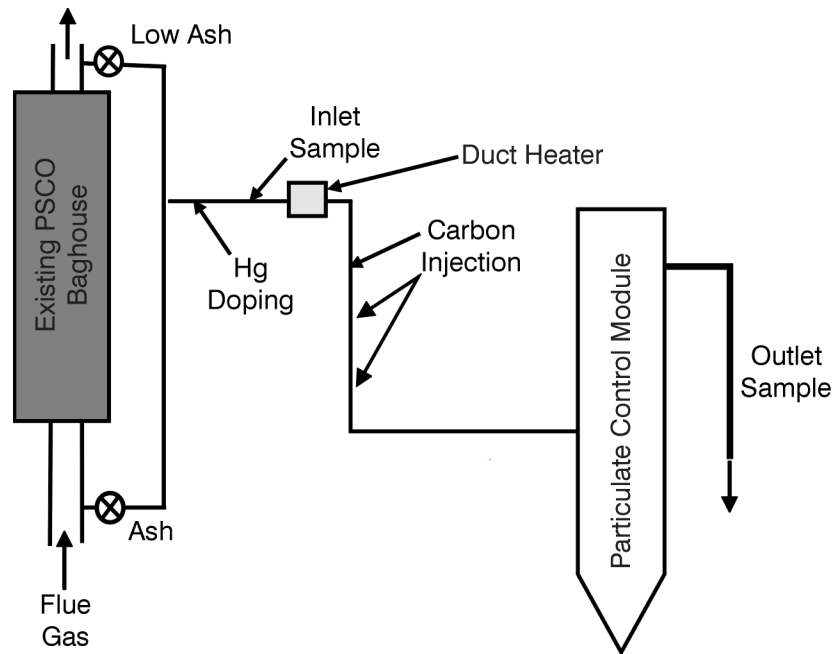 Low Ash
Inlet
Sample
Duct Heater
Existing PSCO
Baghouse
Hg
Doping
Carbon
Injection
Particulate Control Module
Outlet
Sample
Ash
Flue
Gas